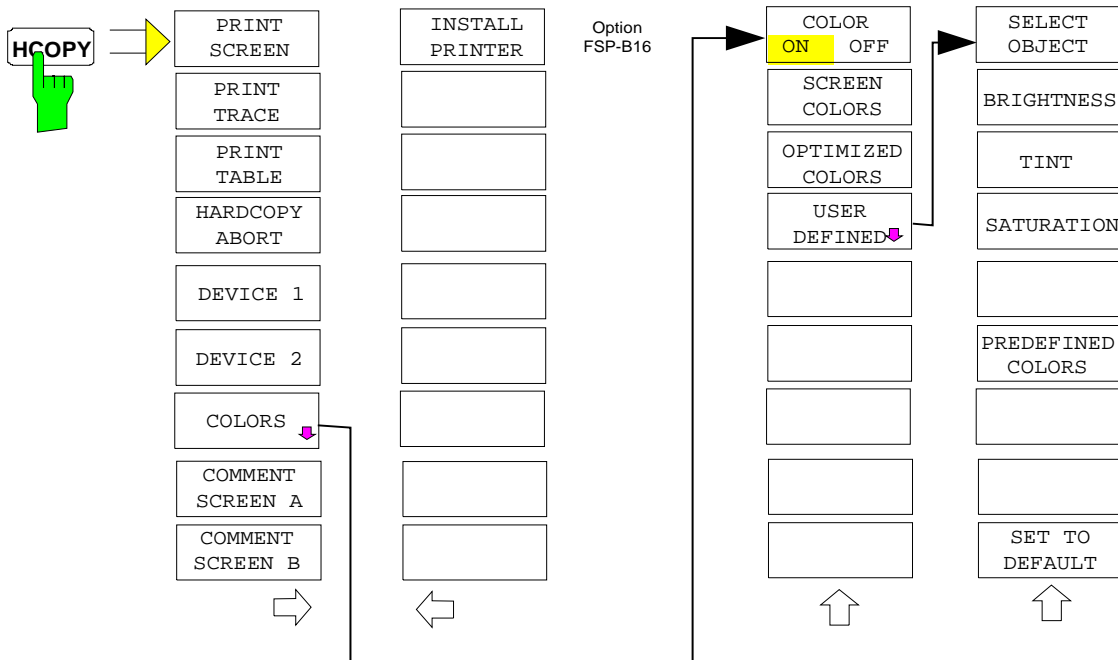 HCOPY
PRINT
SCREEN
PRINT
TRACE
PRINT
TABLE
HARDCOPY
ABORT
DEVICE 1
DEVICE 2
COLORS
COMMENT
SCREEN A
COMMENT
SCREEN B
INSTALL
PRINTER
Option
FSP-B16
COLOR
ON OFF
SCREEN
COLORS
OPTIMIZED
COLORS
USER
DEFINED
SELECT
OBJECT
BRIGHTNESS
TINT
SATURATION
PREDEFINED
COLORS
SET TO
DEFAULT